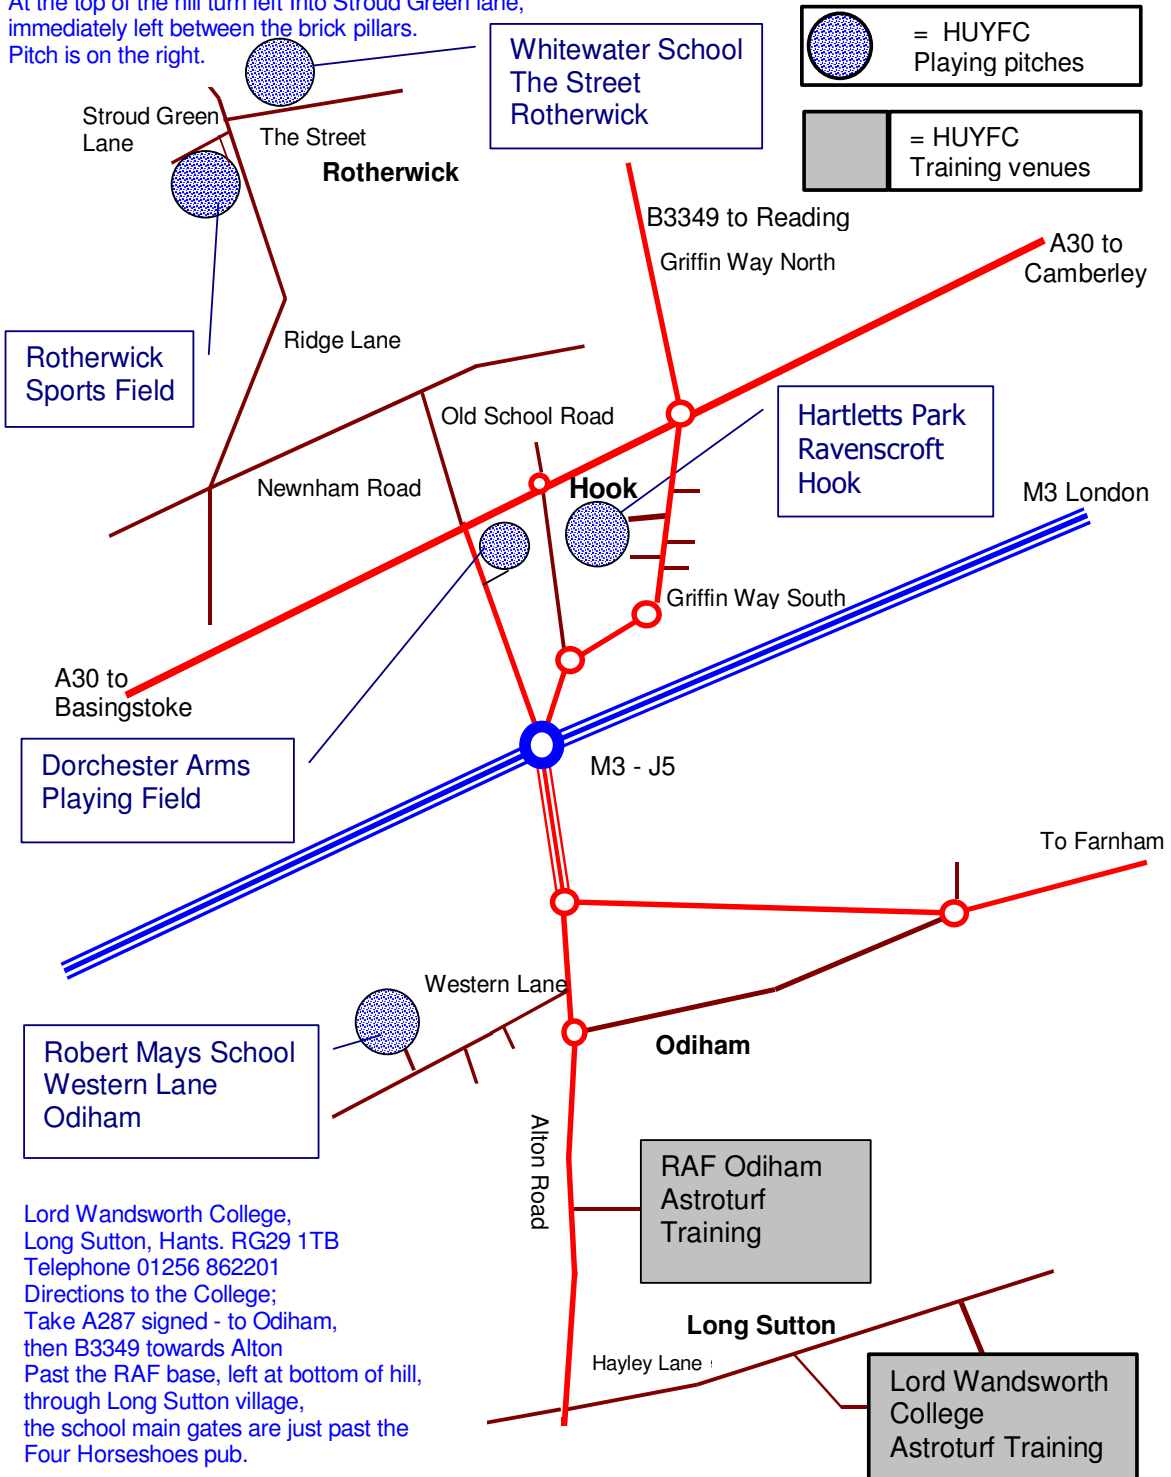 At the top of the hill turn left into Stroud Green lane,
immediately left between the brick pillars.
Pitch is on the right.
Whitewater School
The Street
Rotherwick
= HUYFC
Playing pitches
= HUYFC
Training venues
Stroud Green
Lane
The Street
Rotherwick
B3349 to Reading
Griffin Way North
A30 to
Camberley
Ridge Lane
Rotherwick
Sports Field
Old School Road
Hartletts Park
Ravenscroft
Hook
Newnham Road
Hook
M3 London
Griffin Way South
A30 to
Basingstoke
Dorchester Arms
Playing Field
M3 - J5
To Farnham
Western Lane
Robert Mays School
Western Lane
Odiham
Odiham
Alton Road
RAF Odiham
Astroturf
Training
Lord Wandsworth College,
Long Sutton, Hants. RG29 1TB
Telephone 01256 862201
Directions to the College;
Take A287 signed - to Odiham,
then B3349 towards Alton
Past the RAF base, left at bottom of hill,
through Long Sutton village,
the school main gates are just past the
Four Horseshoes pub.
Long Sutton
Hayley Lane
Lord Wandsworth
College
Astroturf Training